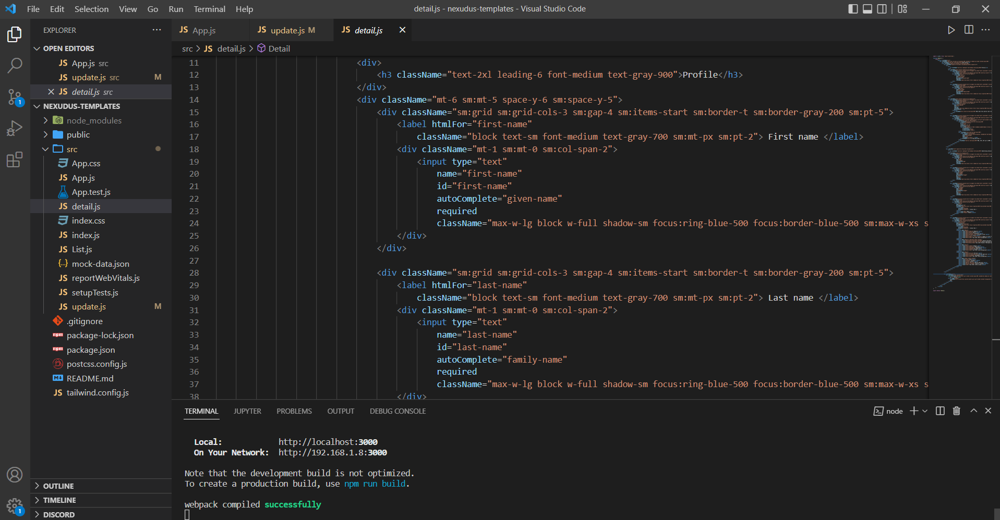 File Edit Selection View Go Run Terminal Help
detail.js - nexudus-templates - Visual Studio Code
EXPLORER
OPEN EDITORS
JS App.js src
JS update.js src M
JS detail.js src
NEXUDUS-TEMPLATES
node_modules
public
src
App.css
JS App.js
App.test.js
JS detail.js
index.css
JS index.js
JS List.js
{..} mock-data.json
JS reportWebVitals.js
JS setupTests.js
JS update.js M
.gitignore
npm package-lock.json
npm package.json
postcss.config.js
README.md
JS tailwind.config.js
OUTLINE
TIMELINE
DISCORD
1
1
JS App.js
JS update.js M
JS detail.js
src > JS detail.js > Detail
11 <div>
12 <h3 className="text-2xl leading-6 font-medium text-gray-900">Profile</h3>
13 </div>
14 <div className="mt-6 sm:mt-5 space-y-6 sm:space-y-5">
15 <div className="sm:grid sm:grid-cols-3 sm:gap-4 sm:items-start sm:border-t sm:border-gray-200 sm:pt-5">
16 <label htmlFor="first-name"
17 className="block text-sm font-medium text-gray-700 sm:mt-px sm:pt-2"> First name </label>
18 <div className="mt-1 sm:mt-0 sm:col-span-2">
19 <input type="text"
20 name="first-name"
21 id="first-name"
22 autoComplete="given-name"
23 required
24 className="max-w-lg block w-full shadow-sm focus:ring-blue-500 focus:border-blue-500 sm:max-w-xs s
25 </div>
26 </div>
27
28 <div className="sm:grid sm:grid-cols-3 sm:gap-4 sm:items-start sm:border-t sm:border-gray-200 sm:pt-5">
29 <label htmlFor="last-name"
30 className="block text-sm font-medium text-gray-700 sm:mt-px sm:pt-2"> Last name </label>
31 <div className="mt-1 sm:mt-0 sm:col-span-2">
32 <input type="text"
33 name="last-name"
34 id="last-name"
35 autoComplete="family-name"
36 required
37 className="max-w-lg block w-full shadow-sm focus:ring-blue-500 focus:border-blue-500 sm:max-w-xs s
38 </div>
TERMINAL JUPYTER PROBLEMS OUTPUT DEBUG CONSOLE
node
Local: http://localhost:3000
On Your Network: http://192.168.1.8:3000
Note that the development build is not optimized.
To create a production build, use npm run build.
webpack compiled successfully